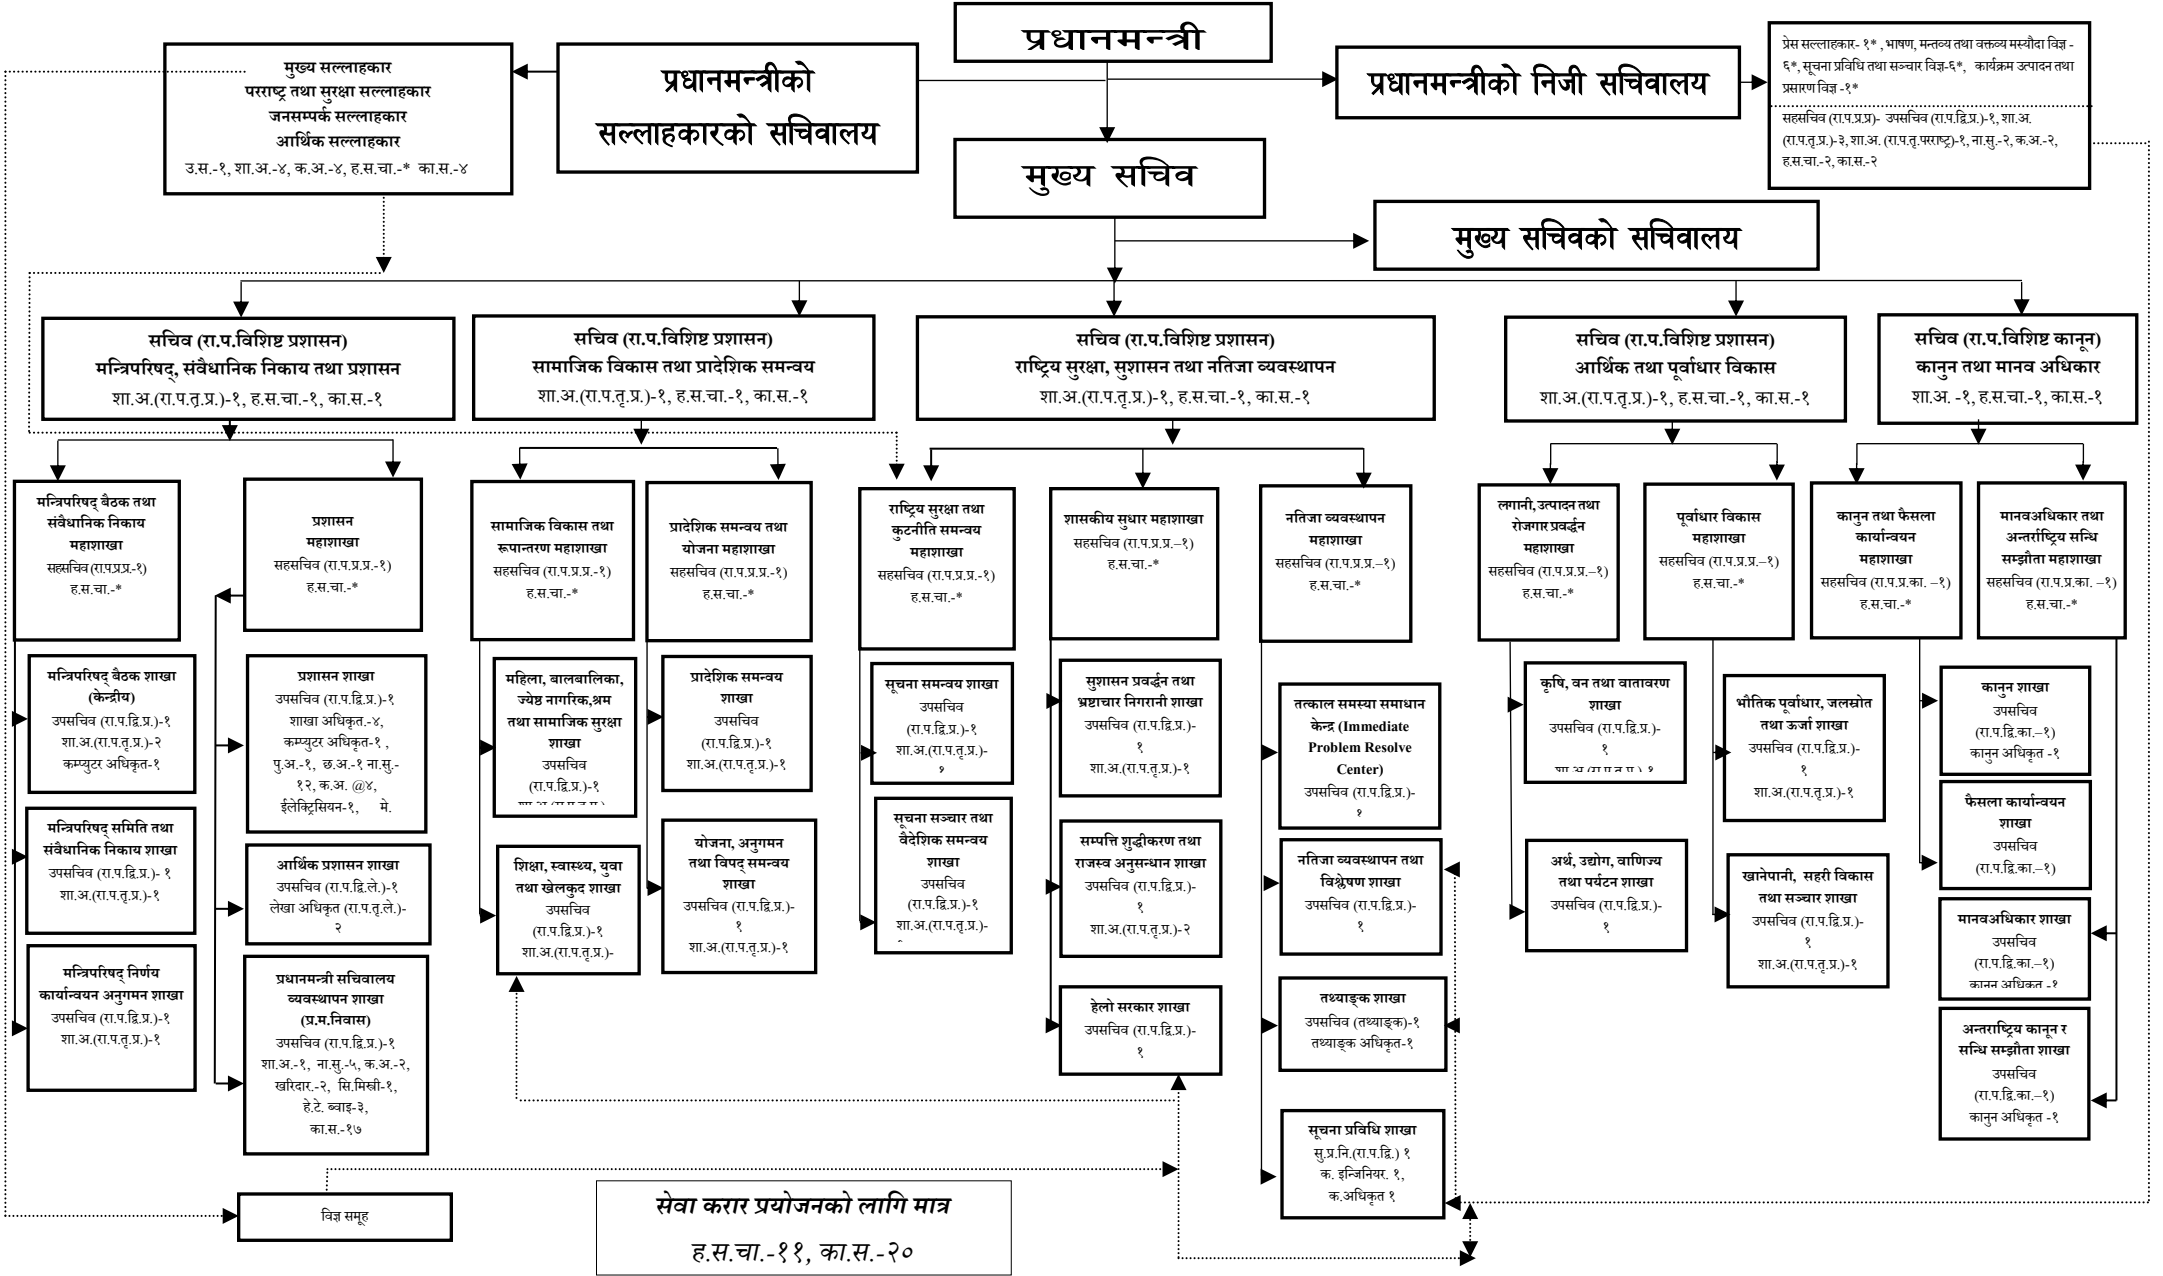 प्रधानमन्त्री
मुख्य सल्लाहकार
परराष्ट्र तथा सुरक्षा सल्लाहकार
जनसम्पर्क सल्लाहकार
आर्थिक सल्लाहकार
उ.स.-१, शा.अ.-४, क.अ.-४, ह.स.चा.-* का.स.-४
प्रधानमन्त्रीको
सल्लाहकारको सचिवालय
प्रधानमन्त्रीको निजी सचिवालय
प्रेस सल्लाहकार- १* , भाषण, मन्तव्य तथा वक्तव्य मस्यौदा विज्ञ -
६*, सूचना प्रविधि तथा सञ्चार विज्ञ-६*, कार्यक्रम उत्पादन तथा
प्रसारण विज्ञ -१*
सहसचिव (रा.प.प्र.प्र)- उपसचिव (रा.प.द्वि.प्र.)-१, शा.अ.
(रा.प.तृ.प्र.)-३, शा.अ. (रा.प.तृ.परराष्ट्र)-१, ना.सु.-२, क.अ.-२,
ह.स.चा.-२, का.स.-२
मुख्य सचिव
मुख्य सचिवको सचिवालय
सचिव (रा.प.विशिष्ट प्रशासन)
मन्त्रिपरिषद्, संवैधानिक निकाय तथा प्रशासन
शा.अ.(रा.प.तृ.प्र.)-१, ह.स.चा.-१, का.स.-१
सचिव (रा.प.विशिष्ट प्रशासन)
सामाजिक विकास तथा प्रादेशिक समन्वय
शा.अ.(रा.प.तृ.प्र.)-१, ह.स.चा.-१, का.स.-१
सचिव (रा.प.विशिष्ट प्रशासन)
राष्ट्रिय सुरक्षा, सुशासन तथा नतिजा व्यवस्थापन
शा.अ.(रा.प.तृ.प्र.)-१, ह.स.चा.-१, का.स.-१
सचिव (रा.प.विशिष्ट प्रशासन)
आर्थिक तथा पूर्वाधार विकास
शा.अ.(रा.प.तृ.प्र.)-१, ह.स.चा.-१, का.स.-१
सचिव (रा.प.विशिष्ट कानून)
कानुन तथा मानव अधिकार
शा.अ. -१, ह.स.चा.-१, का.स.-१
मन्त्रिपरिषद् बैठक तथा
संवैधानिक निकाय
महाशाखा
सहसचिव (रा.प.प्र.प्र.-१)
ह.स.चा.-*
प्रशासन
महाशाखा
सहसचिव (रा.प.प्र.प्र.-१)
ह.स.चा.-*
सामाजिक विकास तथा
रूपान्तरण महाशाखा
सहसचिव (रा.प.प्र.प्र.-१)
ह.स.चा.-*
प्रादेशिक समन्वय तथा
योजना महाशाखा
सहसचिव (रा.प.प्र.प्र.-१)
ह.स.चा.-*
राष्ट्रिय सुरक्षा तथा
कुटनीति समन्वय
महाशाखा
सहसचिव (रा.प.प्र.प्र.-१)
ह.स.चा.-*
शासकीय सुधार महाशाखा
सहसचिव (रा.प.प्र.प्र.–१)
ह.स.चा.-*
नतिजा व्यवस्थापन
महाशाखा
सहसचिव (रा.प.प्र.प्र.–१)
ह.स.चा.-*
लगानी, उत्पादन तथा
रोजगार प्रवर्द्धन
महाशाखा
सहसचिव (रा.प.प्र.प्र.–१)
ह.स.चा.-*
पूर्वाधार विकास
महाशाखा
सहसचिव (रा.प.प्र.प्र.–१)
ह.स.चा.-*
कानुन तथा फैसला
कार्यान्वयन
महाशाखा
सहसचिव (रा.प.प्र.का. –१)
ह.स.चा.-*
मानवअधिकार तथा
अन्तर्राष्ट्रिय सन्धि
सम्झौता महाशाखा
सहसचिव (रा.प.प्र.का. –१)
ह.स.चा.-*
मन्त्रिपरिषद् बैठक शाखा
(केन्द्रीय)
उपसचिव (रा.प.द्वि.प्र.)-१
शा.अ.(रा.प.तृ.प्र.)-२
कम्प्युटर अधिकृत-१
मन्त्रिपरिषद् समिति तथा
संवैधानिक निकाय शाखा
उपसचिव (रा.प.द्वि.प्र.)- १
शा.अ.(रा.प.तृ.प्र.)-१
मन्त्रिपरिषद् निर्णय
कार्यान्वयन अनुगमन शाखा
उपसचिव (रा.प.द्वि.प्र.)-१
शा.अ.(रा.प.तृ.प्र.)-१
प्रशासन शाखा
उपसचिव (रा.प.द्वि.प्र.)-१
शाखा अधिकृत.-४,
कम्प्युटर अधिकृत-१ ,
पु.अ.-१, छ.अ.-१ ना.सु.-
१२, क.अ. @४,
ईलेक्ट्रिसियन-१, मे.
आर्थिक प्रशासन शाखा
उपसचिव (रा.प.द्वि.ले.)-१
लेखा अधिकृत (रा.प.तृ.ले.)-
२
प्रधानमन्त्री सचिवालय
व्यवस्थापन शाखा
(प्र.म.निवास)
उपसचिव (रा.प.द्वि.प्र.)-१
शा.अ.-१, ना.सु.-५, क.अ.-२,
खरिदार.-२, सि.मिस्त्री-१,
हे.टे. ब्वाइ-३,
का.स.-१७
महिला, बालबालिका,
ज्येष्ठ नागरिक,श्रम
तथा सामाजिक सुरक्षा
शाखा
उपसचिव
(रा.प.द्वि.प्र.)-१
शिक्षा, स्वास्थ्य, युवा
तथा खेलकुद शाखा
उपसचिव
(रा.प.द्वि.प्र.)-१
शा.अ.(रा.प.तृ.प्र.)-
प्रादेशिक समन्वय
शाखा
उपसचिव
(रा.प.द्वि.प्र.)-१
शा.अ.(रा.प.तृ.प्र.)-१
योजना, अनुगमन
तथा विपद् समन्वय
शाखा
उपसचिव (रा.प.द्वि.प्र.)-
१
शा.अ.(रा.प.तृ.प्र.)-१
सूचना समन्वय शाखा
उपसचिव
(रा.प.द्वि.प्र.)-१
शा.अ.(रा.प.तृ.प्र.)-
१
सूचना सञ्चार तथा
वैदेशिक समन्वय
शाखा
उपसचिव
(रा.प.द्वि.प्र.)-१
शा.अ.(रा.प.तृ.प्र.)-
सुशासन प्रवर्द्धन तथा
भ्रष्टाचार निगरानी शाखा
उपसचिव (रा.प.द्वि.प्र.)-
१
शा.अ.(रा.प.तृ.प्र.)-१
सम्पत्ति शुद्धीकरण तथा
राजस्व अनुसन्धान शाखा
उपसचिव (रा.प.द्वि.प्र.)-
१
शा.अ.(रा.प.तृ.प्र.)-२
हेलो सरकार शाखा
उपसचिव (रा.प.द्वि.प्र.)-
१
तत्काल समस्या समाधान
केन्द्र (Immediate
Problem Resolve
Center)
उपसचिव (रा.प.द्वि.प्र.)-
१
नतिजा व्यवस्थापन तथा
विश्लेषण शाखा
उपसचिव (रा.प.द्वि.प्र.)-
१
तथ्याङ्क शाखा
उपसचिव (तथ्याङ्क)-१
तथ्याङ्क अधिकृत-१
सूचना प्रविधि शाखा
सु.प्र.नि.(रा.प.द्वि.) १
क. इन्जिनियर. १,
क.अधिकृत १
कृषि, वन तथा वातावरण
शाखा
उपसचिव (रा.प.द्वि.प्र.)-
१
शा.अ.(रा.प.तृ.प्र.)-१
अर्थ, उद्योग, वाणिज्य
तथा पर्यटन शाखा
उपसचिव (रा.प.द्वि.प्र.)-
१
भौतिक पूर्वाधार, जलस्रोत
तथा ऊर्जा शाखा
उपसचिव (रा.प.द्वि.प्र.)-
१
शा.अ.(रा.प.तृ.प्र.)-१
खानेपानी, सहरी विकास
तथा सञ्चार शाखा
उपसचिव (रा.प.द्वि.प्र.)-
१
शा.अ.(रा.प.तृ.प्र.)-१
कानुन शाखा
उपसचिव
(रा.प.द्वि.का.–१)
कानुन अधिकृत -१
फैसला कार्यान्वयन
शाखा
उपसचिव
(रा.प.द्वि.का.–१)
मानवअधिकार शाखा
उपसचिव
(रा.प.द्वि.का.–१)
कानुन अधिकृत -१
अन्तराष्ट्रिय कानून र
सन्धि सम्झौता शाखा
उपसचिव
(रा.प.द्वि.का.–१)
कानुन अधिकृत -१
विज्ञ समूह
सेवा करार प्रयोजनको लागि मात्र
ह.स.चा.-११, का.स.-२०